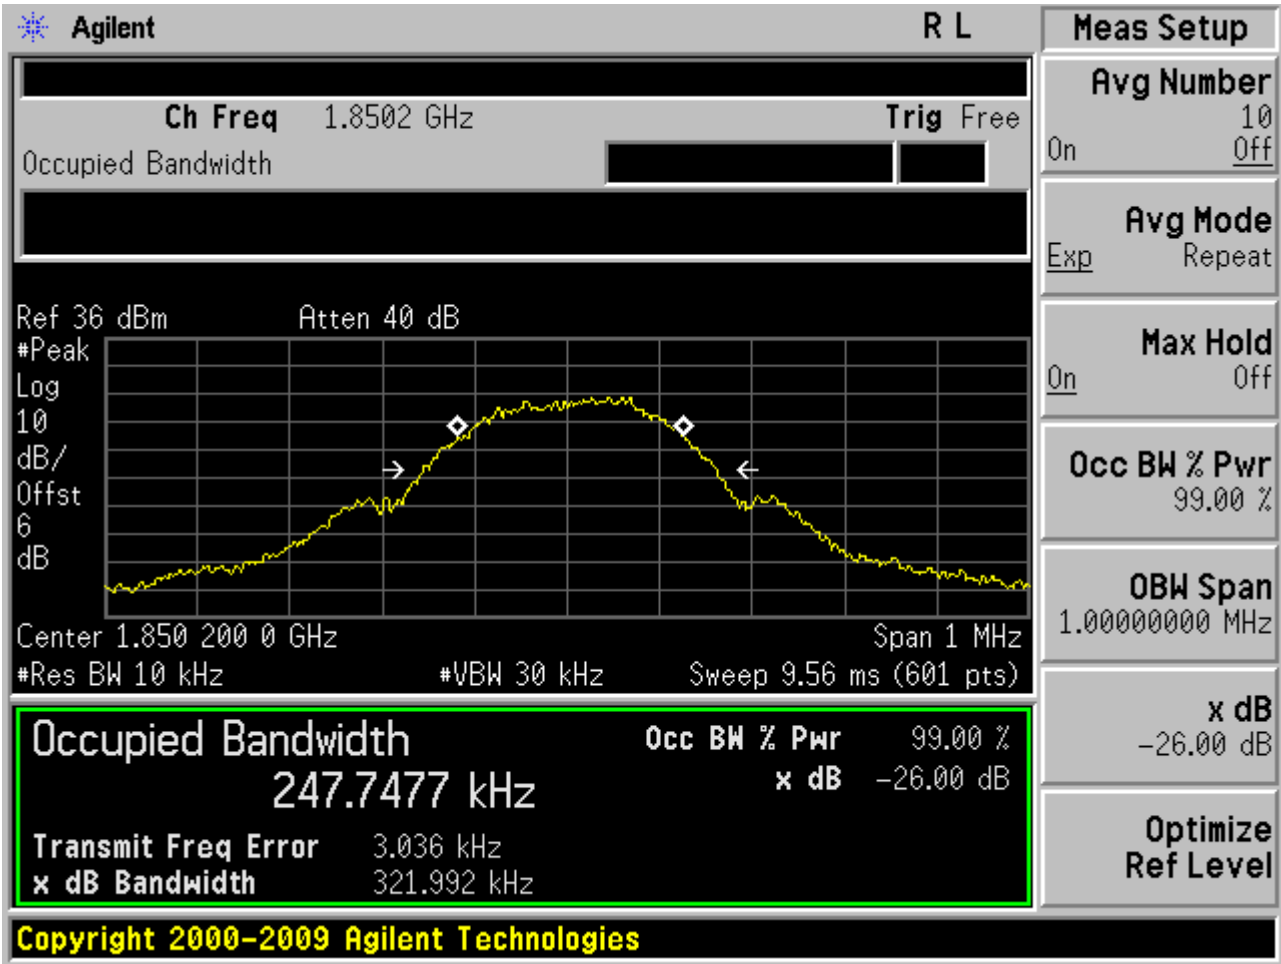 Agilent R L Meas Setup
Ch Freq 1.8502 GHz Trig Free
Occupied Bandwidth
Avg Number
10
On Off
Avg Mode
Exp Repeat
Max Hold
On Off
Occ BW % Pwr
99.00 %
OBW Span
1.00000000 MHz
x dB
-26.00 dB
Optimize
Ref Level
Ref 36 dBm Atten 40 dB
#Peak
Log
10
dB/
Offst
6
dB
Center 1.850 200 0 GHz Span 1 MHz
#Res BW 10 kHz #VBW 30 kHz Sweep 9.56 ms (601 pts)
Occupied Bandwidth Occ BW % Pwr 99.00 %
247.7477 kHz x dB -26.00 dB
Transmit Freq Error 3.036 kHz
x dB Bandwidth 321.992 kHz
Copyright 2000-2009 Agilent Technologies